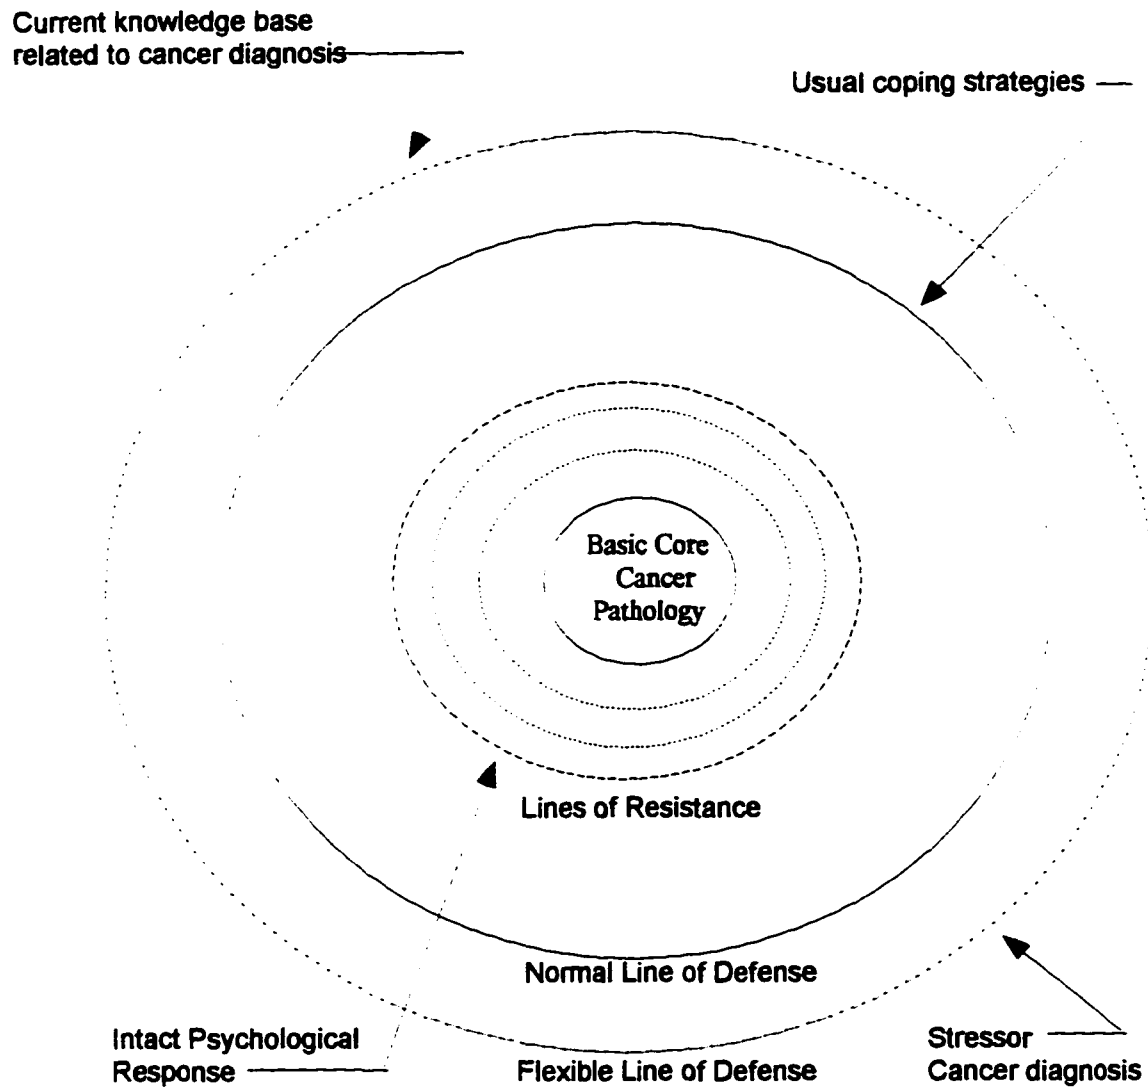 Current knowledge base
related to cancer diagnosis
Usual coping strategies
Basic Core
Cancer
Pathology
Lines of Resistance
Normal Line of Defense
Intact Psychological
Response
Flexible Line of Defense
Stressor
Cancer diagnosis